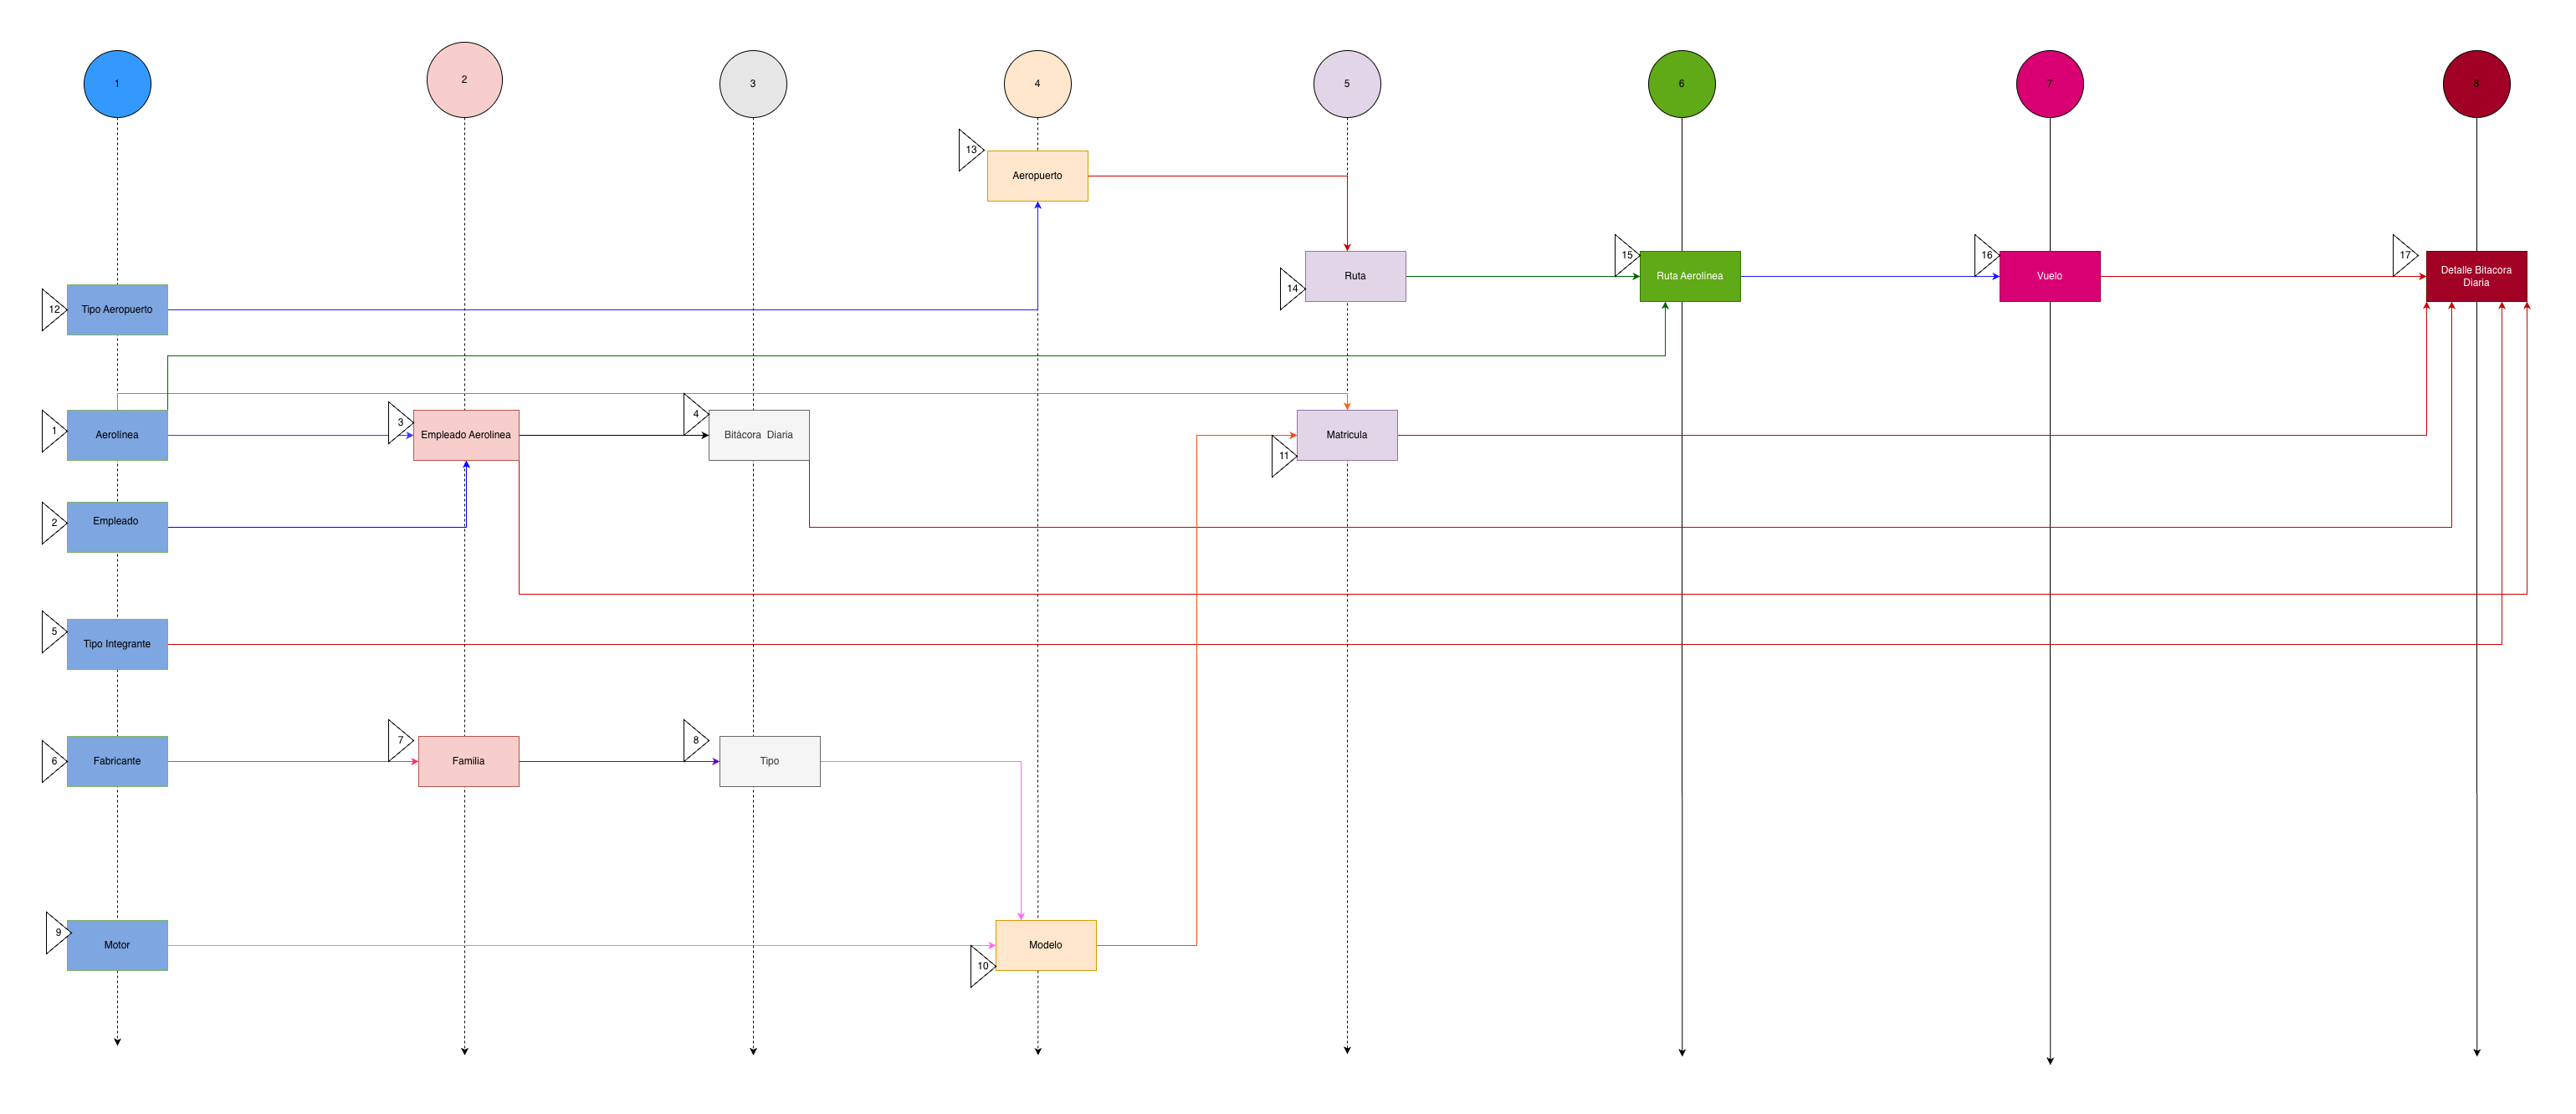 1
2
3
4
5
6
7
8
13
Aeropuerto
12
Tipo Aeropuerto
14
Ruta
15
Ruta Aerolinea
16
Vuelo
17
Detalle Bitacora
Diaria
1
Aerolínea
3
Empleado Aerolinea
4
Bitácora  Diaria
11
Matricula
2
Empleado
5
Tipo Integrante
6
Fabricante
7
Familia
8
Tipo
9
Motor
10
Modelo